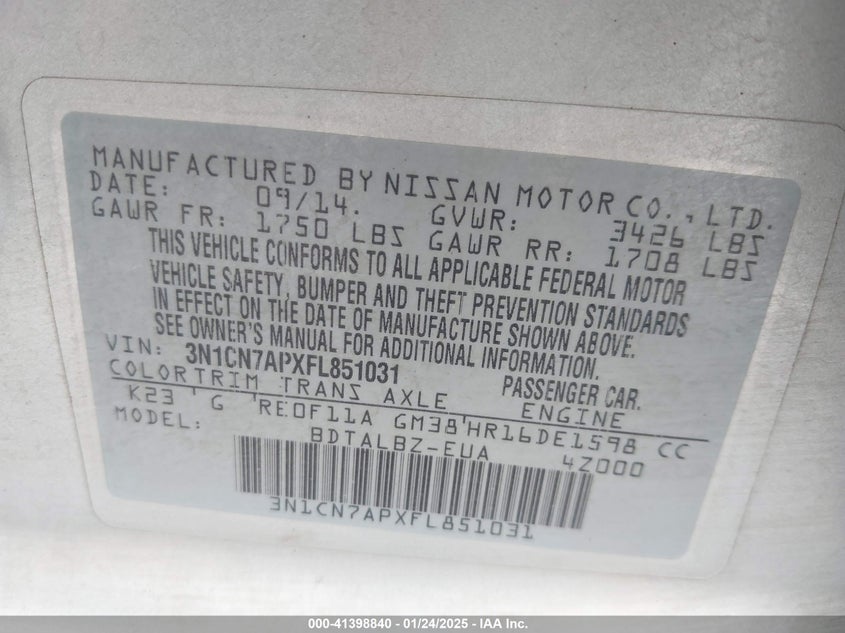 MANUFACTURED BY NISSAN MOTOR CO., LTD.
DATE: 09/14. GVWR: 3426 LBS
GAWR FR: 1750 LBS GAWR RR: 1708 LBS
THIS VEHICLE CONFORMS TO ALL APPLICABLE FEDERAL MOTOR
VEHICLE SAFETY, BUMPER AND THEFT PREVENTION STANDARDS
IN EFFECT ON THE DATE OF MANUFACTURE SHOWN ABOVE.
SEE OWNER'S MANUAL FOR ADDITIONAL INFORMATION.
VIN: 3N1CN7APXFL851031 PASSENGER CAR.
COLOR TRIM TRANS AXLE ENGINE
K23 G RE0F11A GM38 HR16DE1598 CC
MODEL: BDTALBZ-EUA 4Z000
3N1CN7APXFL851031
000-41398840 - 01/24/2025 - IAA Inc.